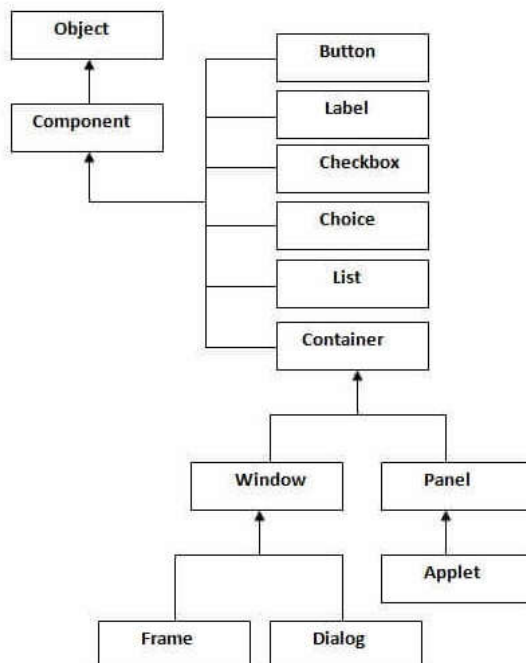 Object
Button
Label
Component
Checkbox
Choice
List
Container
Window
Panel
Applet
Frame
Dialog